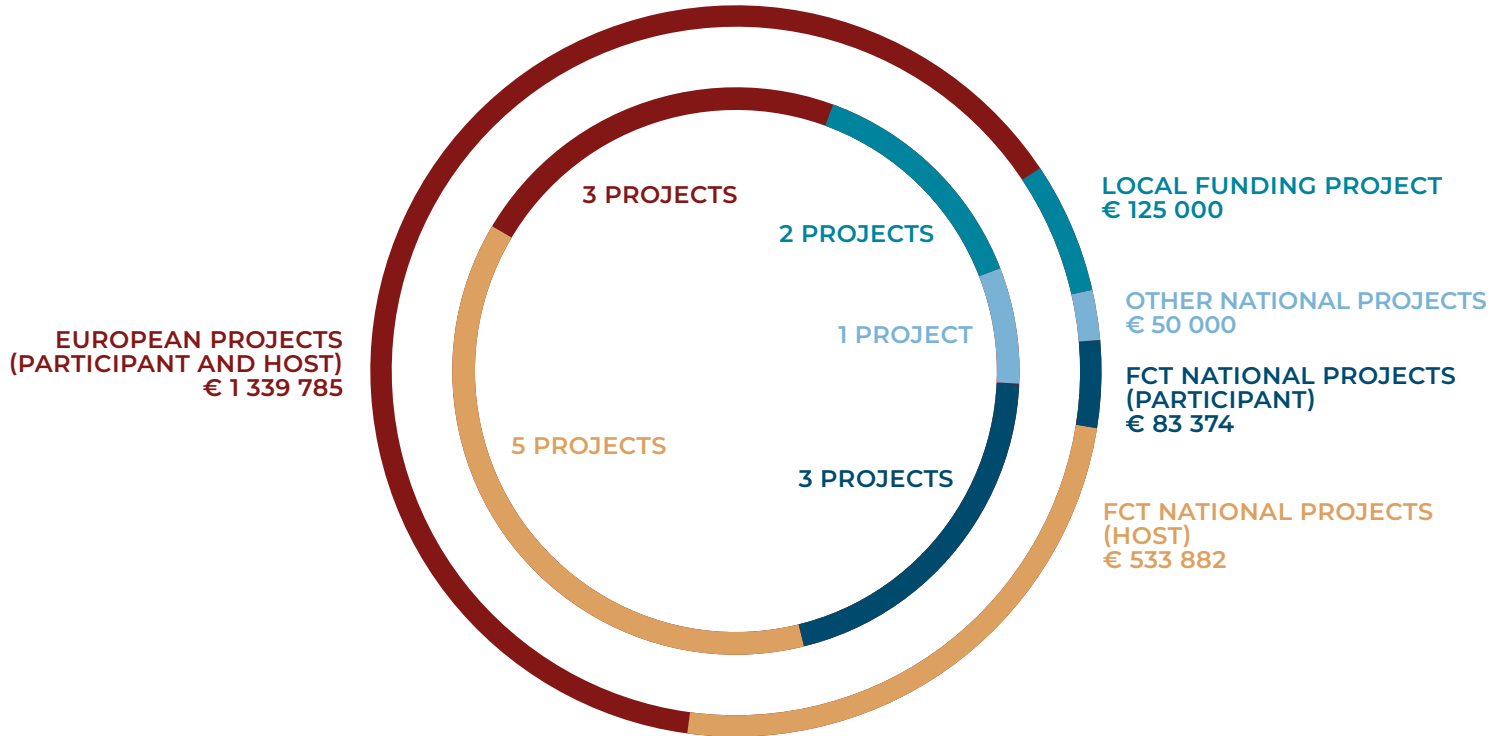 3 PROJECTS
2 PROJECTS
1 PROJECT
5 PROJECTS
3 PROJECTS
EUROPEAN PROJECTS
(PARTICIPANT AND HOST)
€ 1 339 785
LOCAL FUNDING PROJECT
€ 125 000
OTHER NATIONAL PROJECTS
€ 50 000
FCT NATIONAL PROJECTS
(PARTICIPANT)
€ 83 374
FCT NATIONAL PROJECTS
(HOST)
€ 533 882